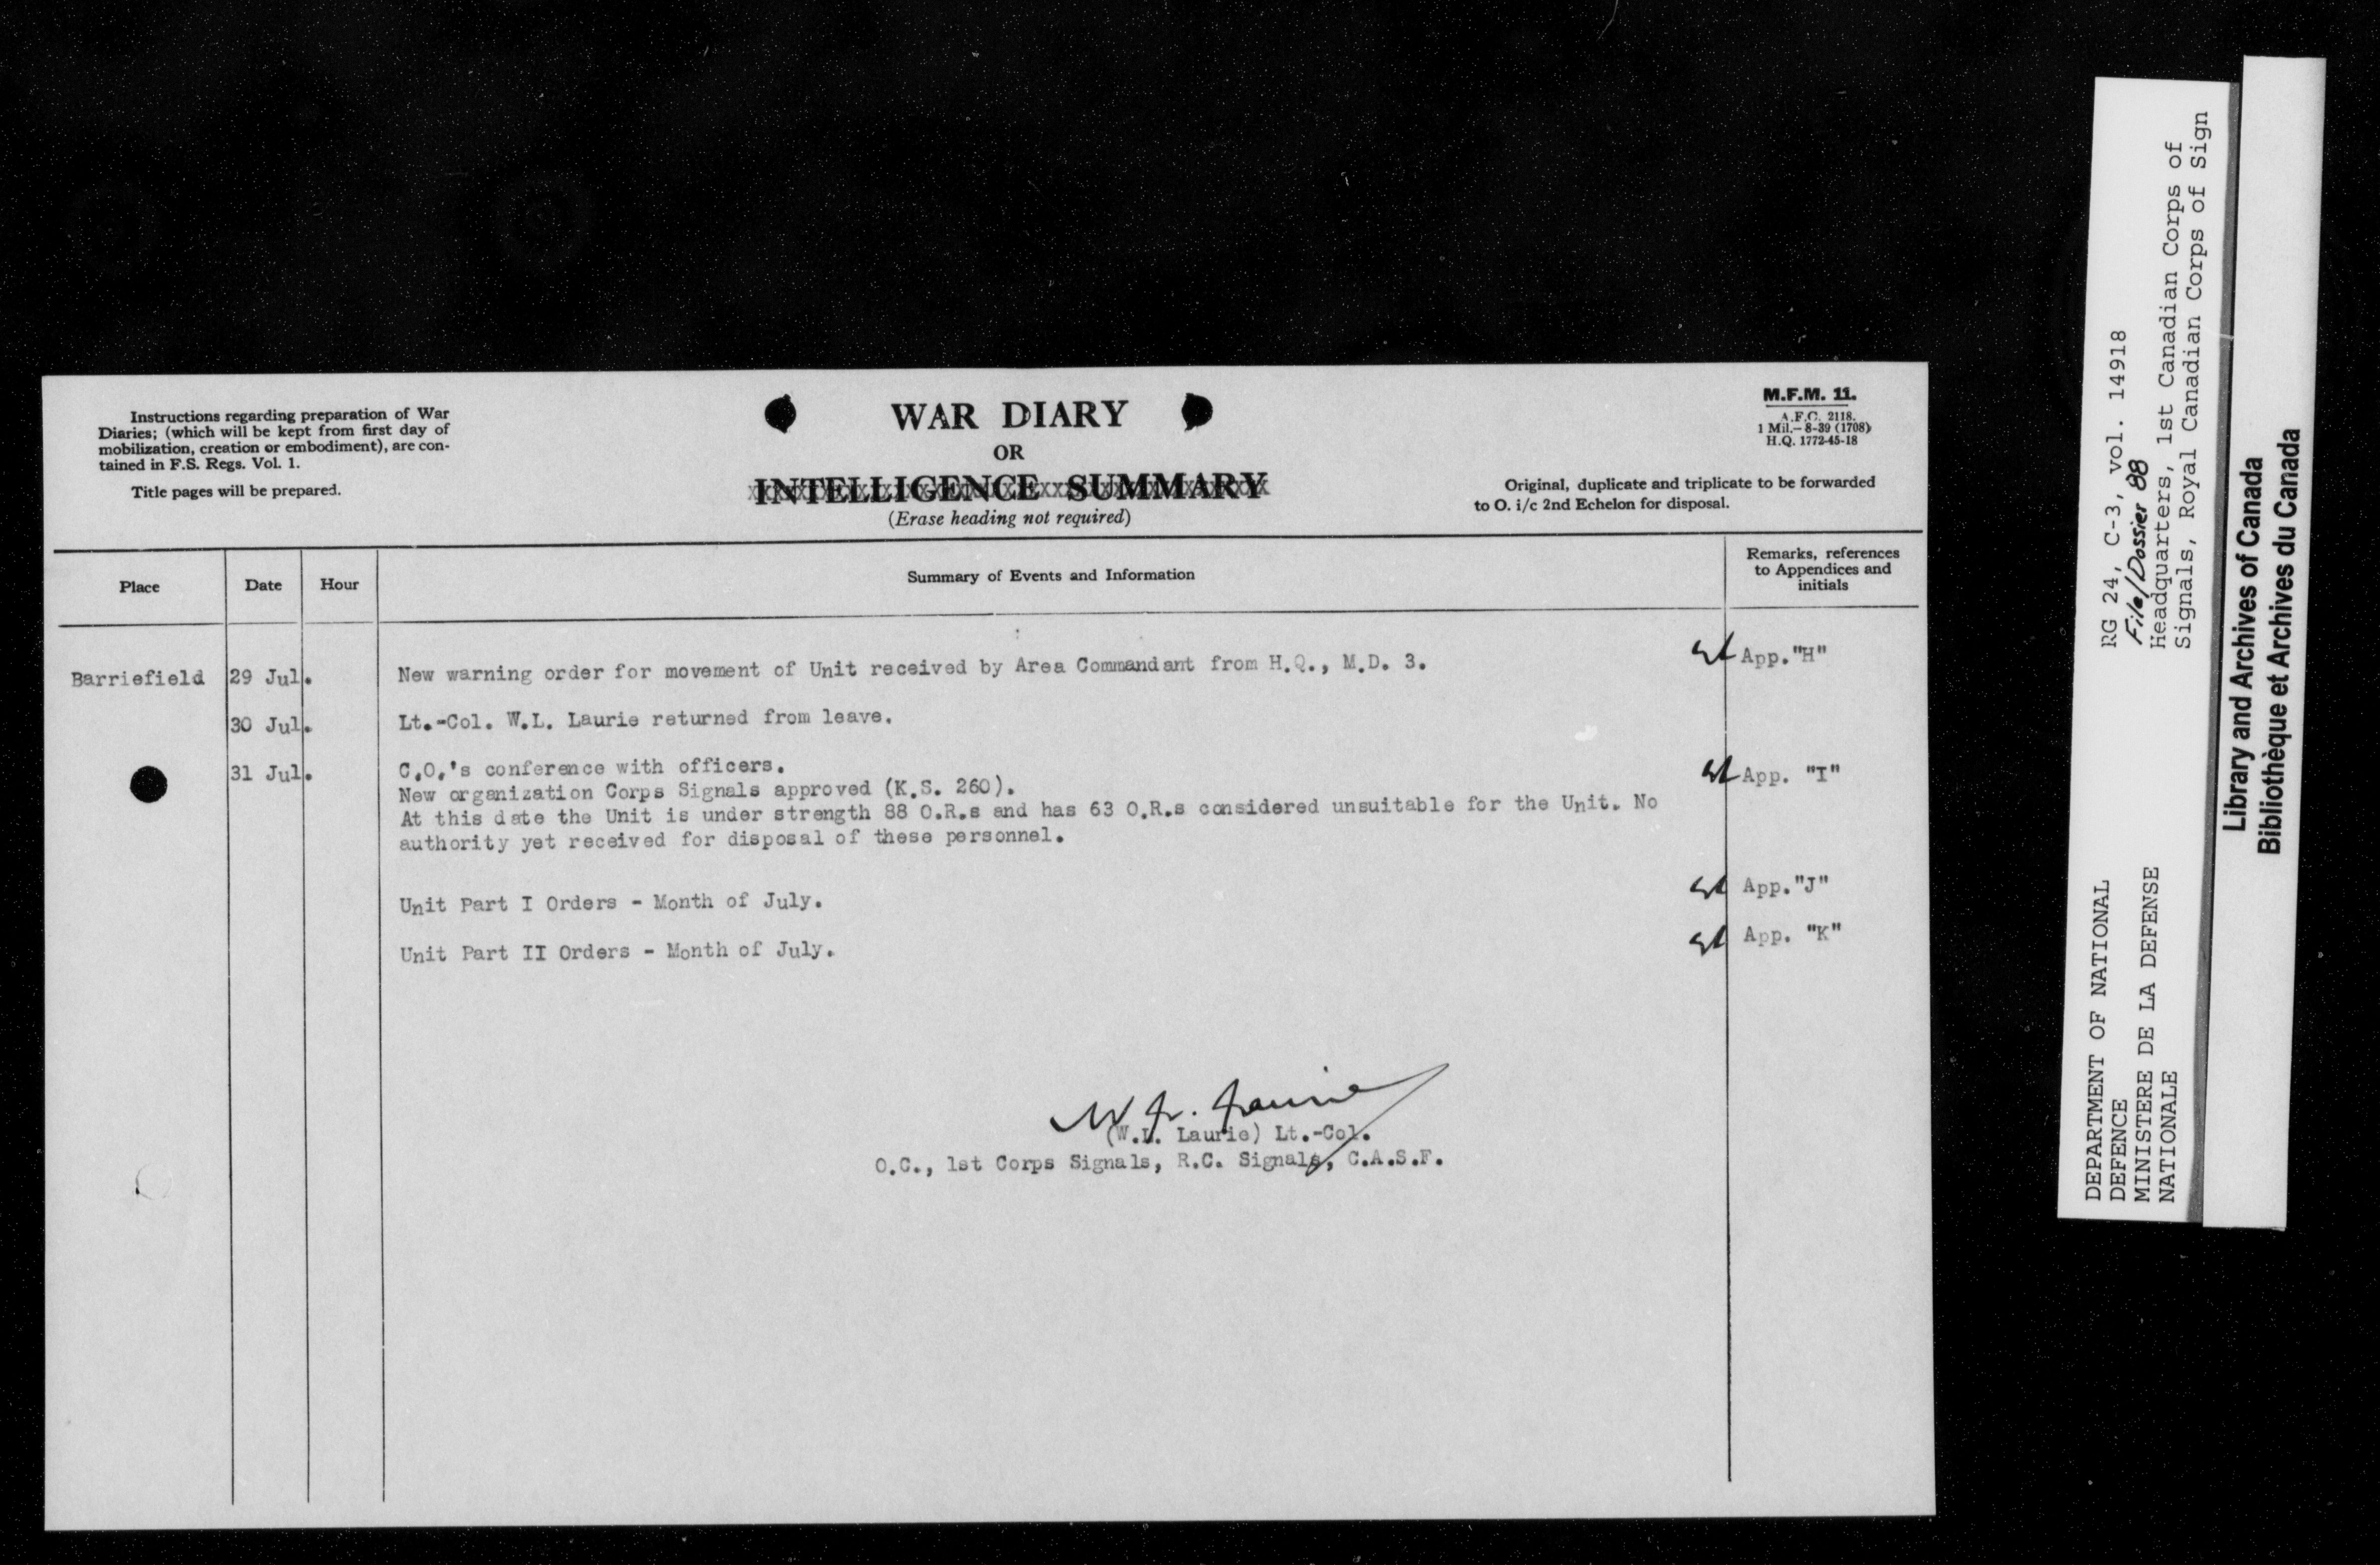 Instructions regarding preparation of War
Diaries; (which will be kept from first day of
mobilization, creation or embodiment), are con-
tained in F.S. Regs. Vol. 1.
Title pages will be prepared.
WAR DIARY
OR
INTELLIGENCE SUMMARY
(Erase heading not required)
M.F.M. 11.
A.F.C. 2118.
1 Mil.—8-39 (1708)
H.Q. 1772-45-18
Original, duplicate and triplicate to be forwarded
to O. i/c 2nd Echelon for disposal.
Place Date Hour Summary of Events and Information Remarks, references
to Appendices and
initials
Barriefield 29 Jul. New warning order for movement of Unit received by Area Commandant from H.Q., M.D. 3. App."H"
30 Jul. Lt.-Col. W.L. Laurie returned from leave.
31 Jul. C.O.'s conference with officers. App. "I"
New organization Corps Signals approved (K.S. 260).
At this date the Unit is under strength 88 O.R.s and has 63 O.R.s considered unsuitable for the Unit. No
authority yet received for disposal of these personnel.
Unit Part I Orders - Month of July. App."J"
Unit Part II Orders - Month of July. App. "K"
W.L. Laurie
(W.L. Laurie) Lt.-Col.
O.C., 1st Corps Signals, R.C. Signals, C.A.S.F.
DEPARTMENT OF NATIONAL
DEFENCE
MINISTERE DE LA DEFENSE
NATIONALE
RG 24, C-3, vol. 14918
File/Dossier 88
Headquarters, 1st Canadian Corps of
Signals, Royal Canadian Corps of Sign
Library and Archives of Canada
Bibliothèque et Archives du Canada